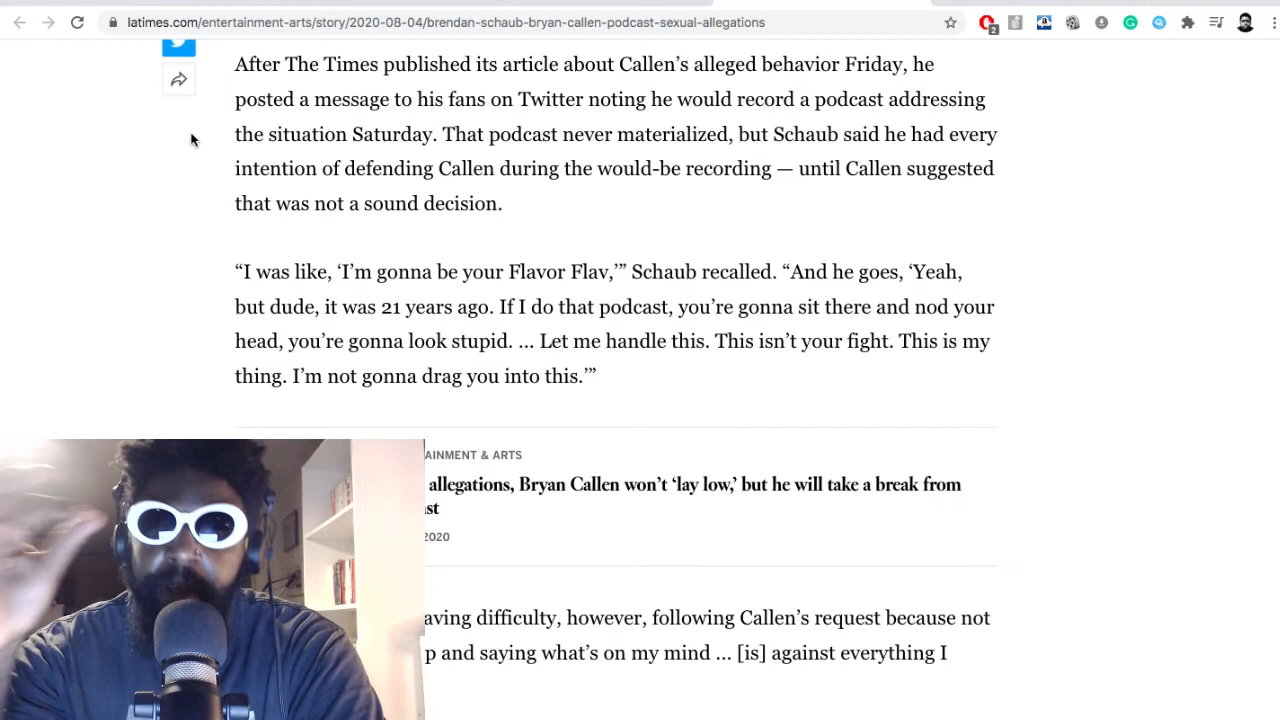 latimes.com/entertainment-arts/story/2020-08-04/brendan-schaub-bryan-callen-podcast-sexual-allegations
2
After The Times published its article about Callen’s alleged behavior Friday, he
posted a message to his fans on Twitter noting he would record a podcast addressing
the situation Saturday. That podcast never materialized, but Schaub said he had every
intention of defending Callen during the would-be recording — until Callen suggested
that was not a sound decision.
“I was like, ‘I’m gonna be your Flavor Flav,’” Schaub recalled. “And he goes, ‘Yeah,
but dude, it was 21 years ago. If I do that podcast, you’re gonna sit there and nod your
head, you’re gonna look stupid. ... Let me handle this. This isn’t your fight. This is my
thing. I’m not gonna drag you into this.’”
AINMENT & ARTS
allegations, Bryan Callen won’t ‘lay low,’ but he will take a break from
st
2020
aving difficulty, however, following Callen’s request because not
p and saying what’s on my mind ... [is] against everything I